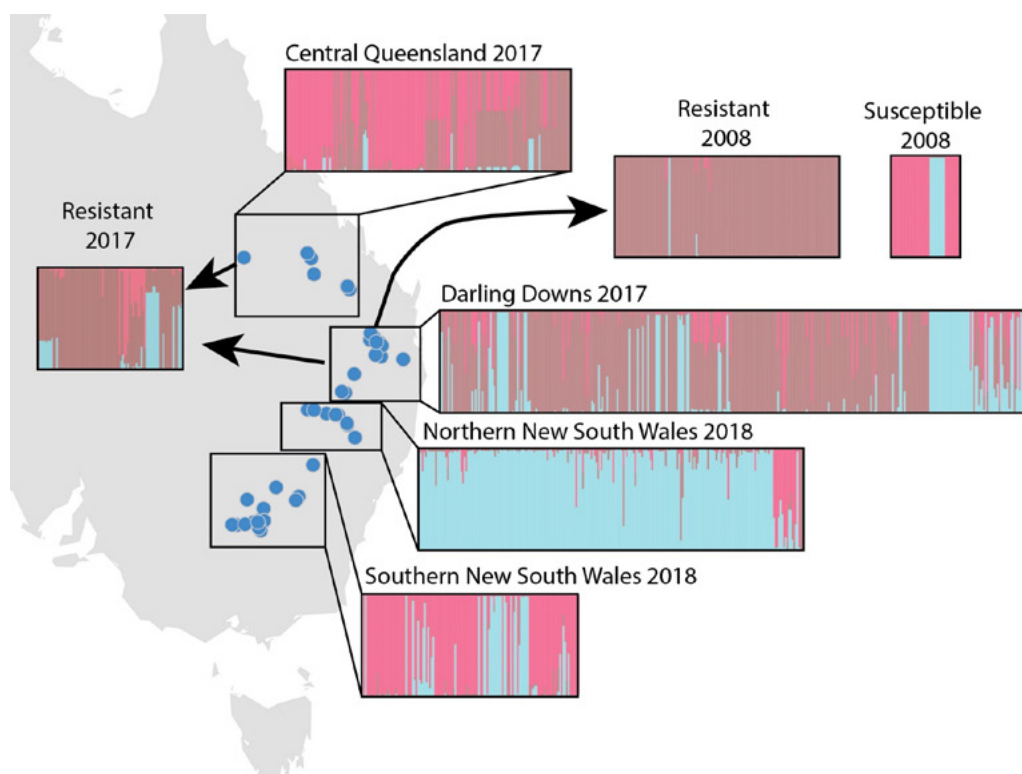 Central Queensland 2017
Resistant
2008
Susceptible
2008
Resistant
2017
Darling Downs 2017
Northern New South Wales 2018
Southern New South Wales 2018